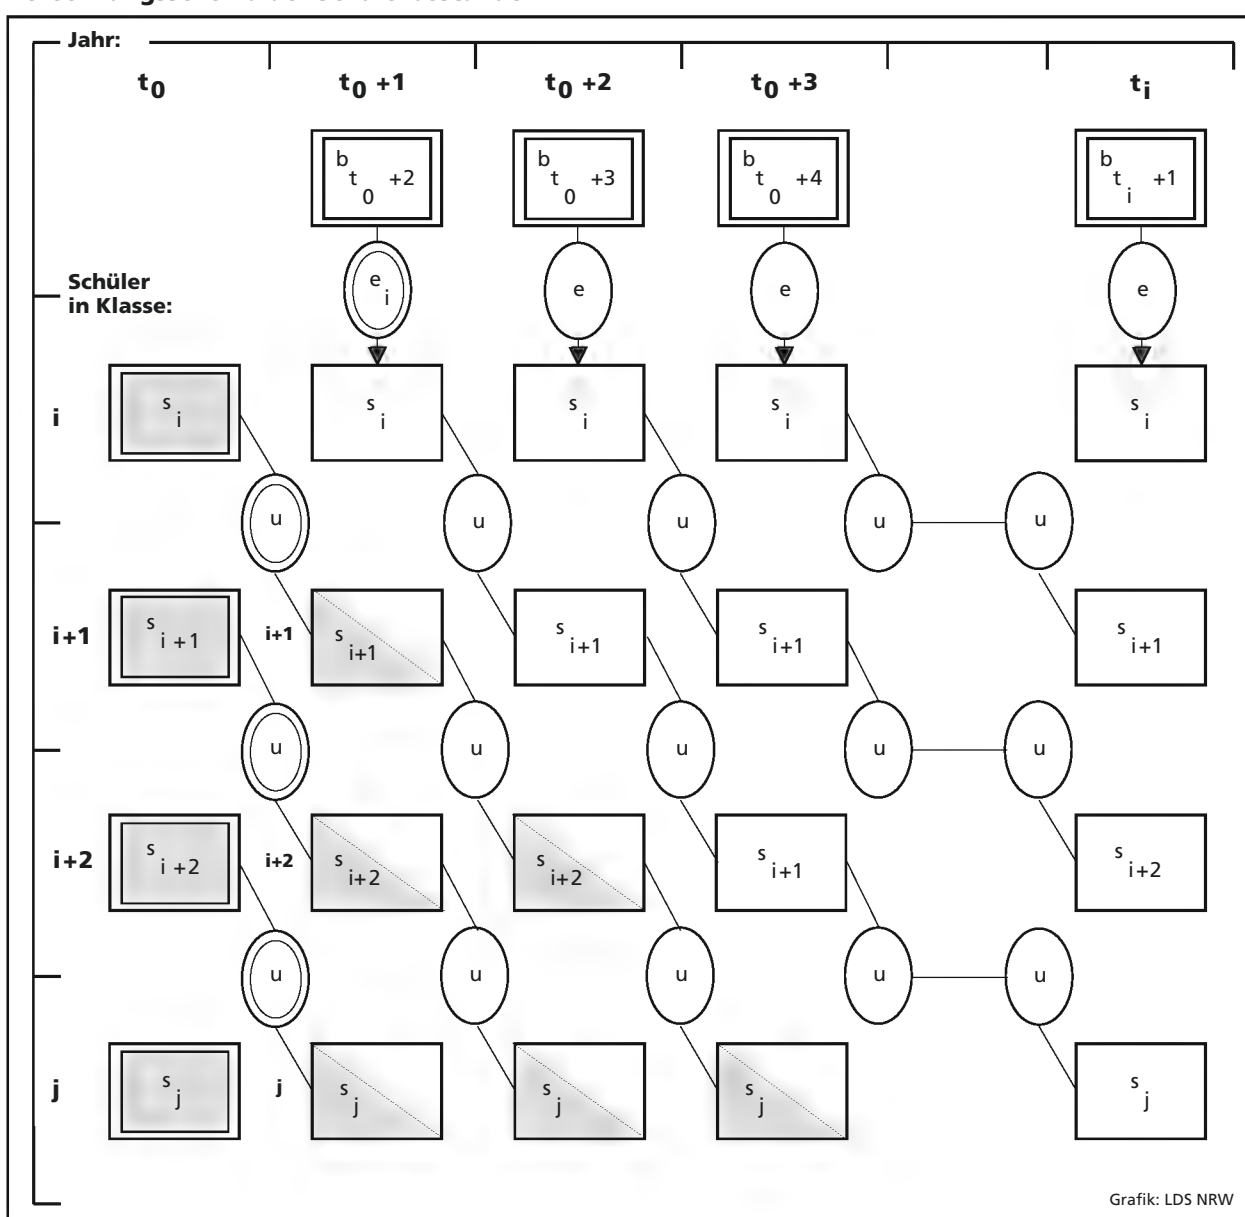 Jahr:
t0 t0 +1 t0 +2 t0 +3 ti
b t0 +2 b t0 +3 b t0 +4 b ti +1
Schüler
in Klasse:
ei e e e
i si si si si si
u u u u u
i+1 si +1 i+1 si+1 si+1 si+1 si+1
u u u u u
i+2 si +2 i+2 si+2 si+2 si+1 si+2
u u u u u
j sj j sj sj sj sj
Grafik: LDS NRW